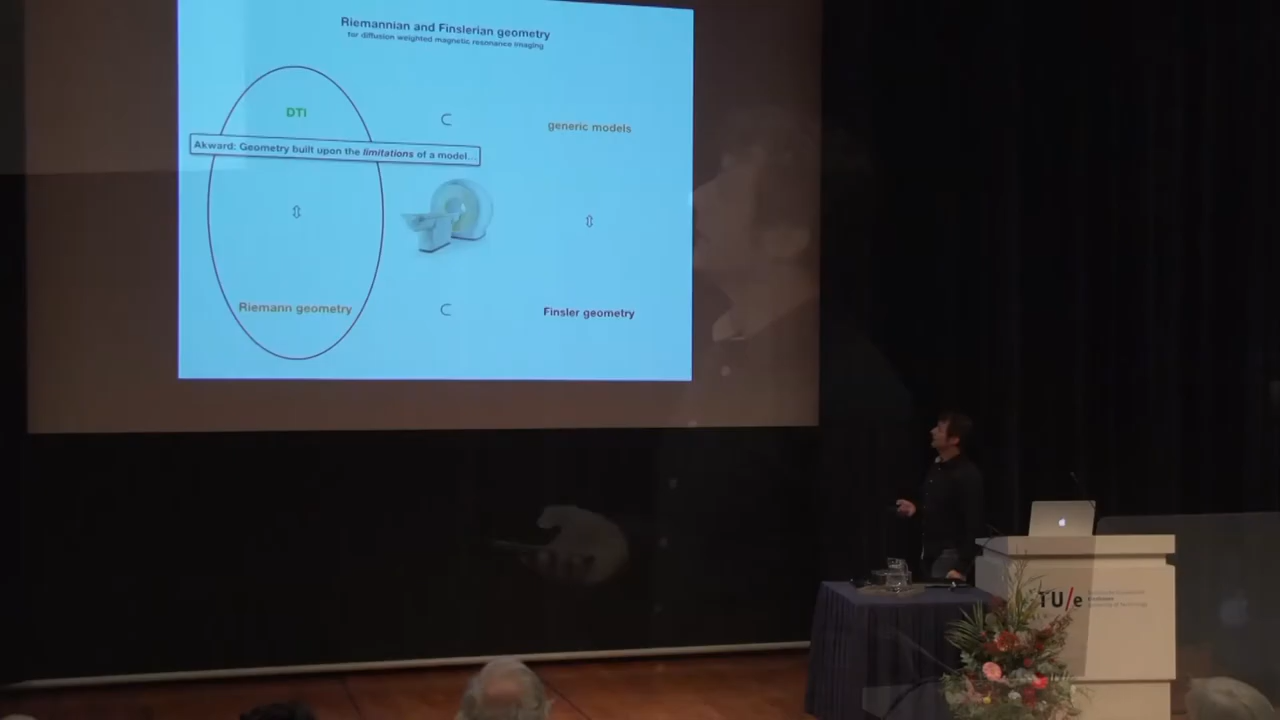 Riemannian and Finslerian geometry
for diffusion weighted magnetic resonance imaging
DTI
⊂
generic models
Akward: Geometry built upon the limitations of a model...
⇕
⇕
Riemann geometry
⊂
Finsler geometry
TU/e